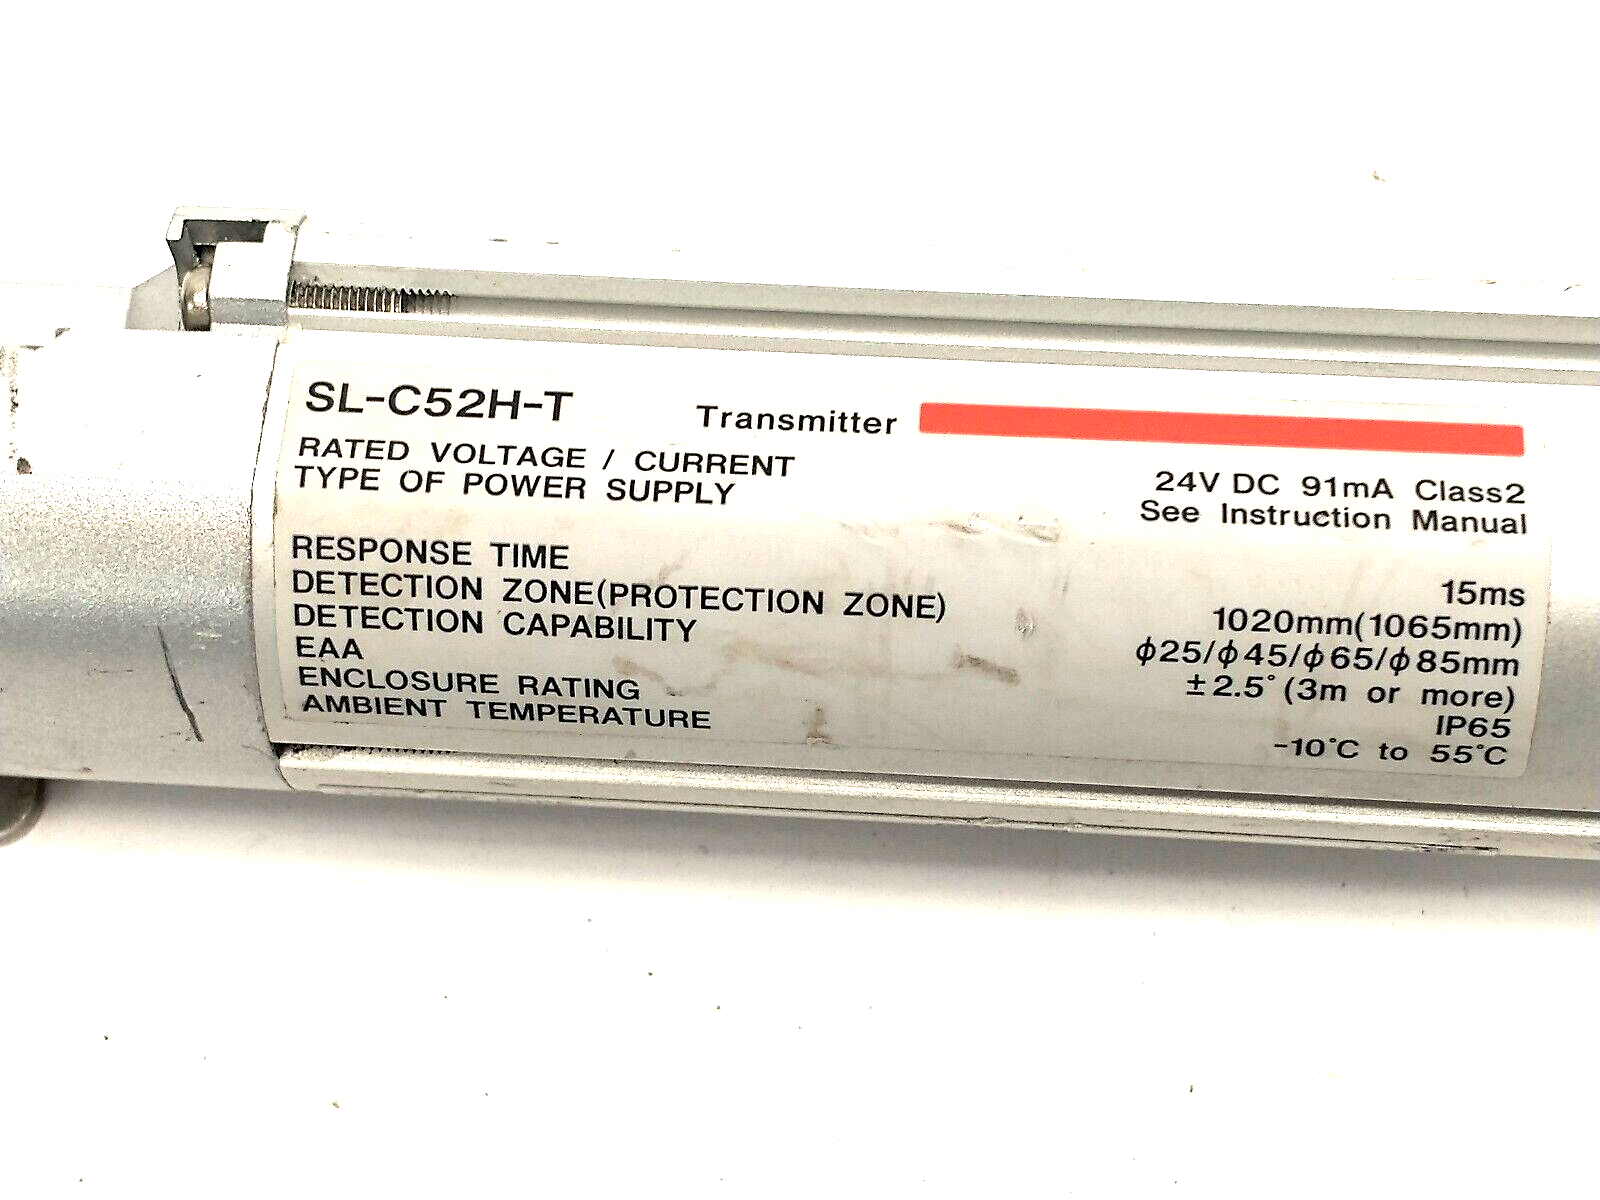 SL-C52H-T Transmitter
RATED VOLTAGE / CURRENT 24V DC 91mA Class2
TYPE OF POWER SUPPLY See Instruction Manual
RESPONSE TIME 15ms
DETECTION ZONE(PROTECTION ZONE) 1020mm(1065mm)
DETECTION CAPABILITY ϕ25/ϕ45/ϕ65/ϕ85mm
EAA ±2.5° (3m or more)
ENCLOSURE RATING IP65
AMBIENT TEMPERATURE -10°C to 55°C